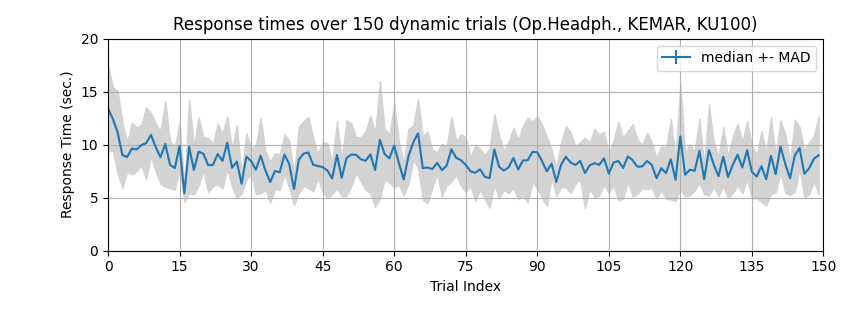 Response times over 150 dynamic trials (Op.Headph., KEMAR, KU100)
median +- MAD
Response Time (sec.)
20
15
10
5
0
0 15 30 45 60 75 90 105 120 135 150
Trial Index